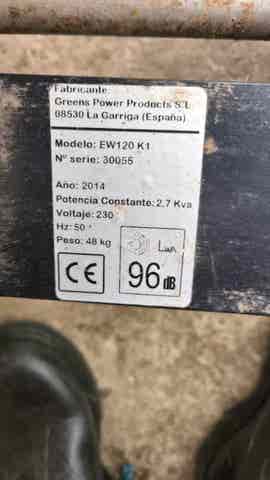 Fabricante:
Greens Power Products S.L
08530 La Garriga (España)
Modelo: EW120 K1
Nº serie: 30055
Año: 2014
Potencia Constante: 2,7 Kva
Voltaje: 230
Hz: 50
Peso: 48 kg
LWA
CE
96 dB